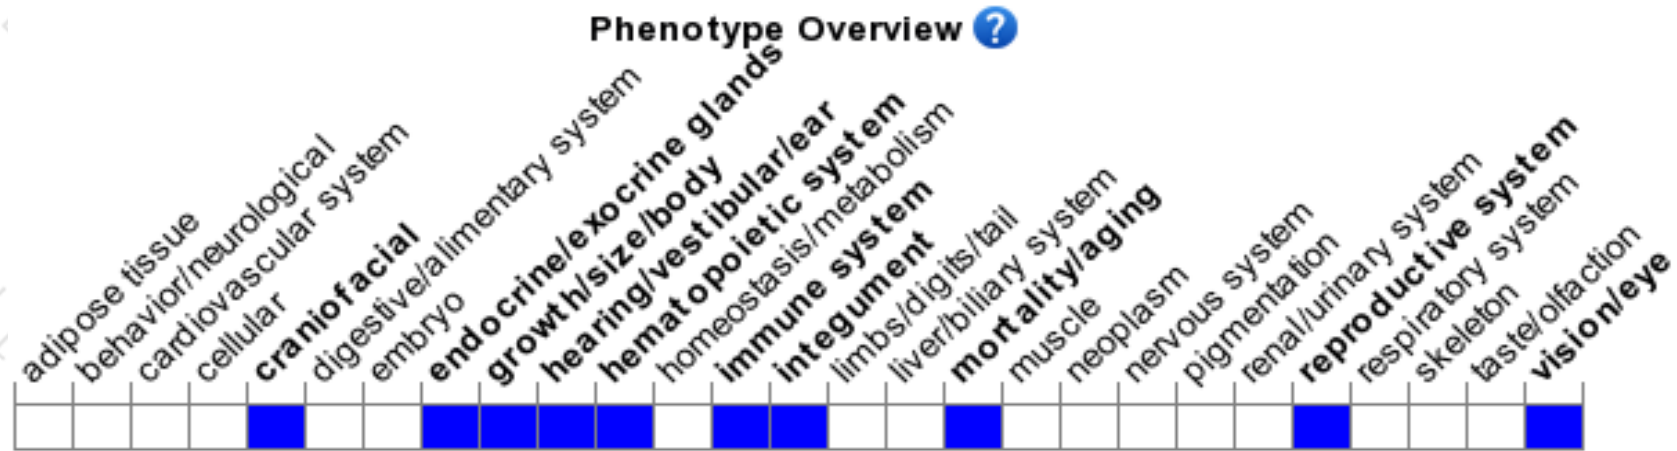 Phenotype Overview ?
adipose tissue
behavior/neurological
cardiovascular system
cellular
craniofacial
digestive/alimentary system
embryo
endocrine/exocrine glands
growth/size/body
hearing/vestibular/ear
hematopoietic system
homeostasis/metabolism
immune system
integument
limbs/digits/tail
liver/biliary system
mortality/aging
muscle
neoplasm
nervous system
pigmentation
renal/urinary system
reproductive system
respiratory system
skeleton
taste/olfaction
vision/eye